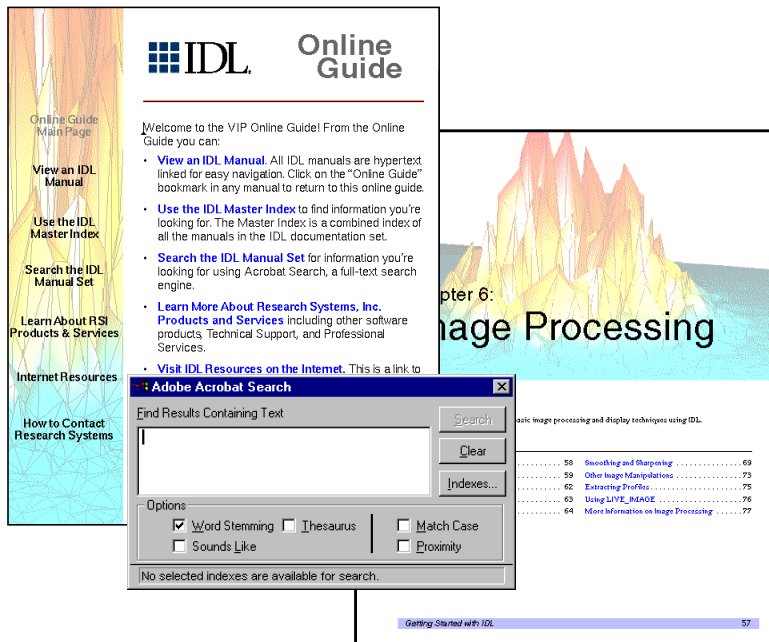 IDL.
Online
Guide
Online Guide
Main Page
View an IDL
Manual
Use the IDL
Master Index
Search the IDL
Manual Set
Learn About RSI
Products & Services
Internet Resources
How to Contact
Research Systems
Welcome to the VIP Online Guide! From the Online
Guide you can:
• View an IDL Manual. All IDL manuals are hypertext
linked for easy navigation. Click on the “Online Guide”
bookmark in any manual to return to this online guide.
• Use the IDL Master Index to find information you’re
looking for. The Master Index is a combined index of
all the manuals in the IDL documentation set.
• Search the IDL Manual Set for information you’re
looking for using Acrobat Search, a full-text search
engine.
• Learn More About Research Systems, Inc.
Products and Services including other software
products, Technical Support, and Professional
Services.
• Visit IDL Resources on the Internet. This is a link to
pter 6:
nage Processing
basic image processing and display techniques using IDL.
. . . . . . . . . . 58 Smoothing and Sharpening . . . . . . . . . . . . . . . 69
. . . . . . . . . . 59 Other Image Manipulations . . . . . . . . . . . . . . . 73
. . . . . . . . . . 62 Extracting Profiles . . . . . . . . . . . . . . . . . . . . 75
. . . . . . . . . . 63 Using LIVE_IMAGE . . . . . . . . . . . . . . . . . . . 76
. . . . . . . . . . 64 More Information on Image Processing . . . . . . 77
Getting Started with IDL 57
Adobe Acrobat Search
Find Results Containing Text
Search
Clear
Indexes...
Options
Word Stemming Thesaurus Match Case
Sounds Like Proximity
No selected indexes are available for search.